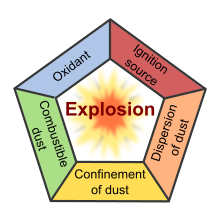 Oxidant
Ignition
source
Combustible
dust
Explosion
Dispersion
of dust
Confinement
of dust